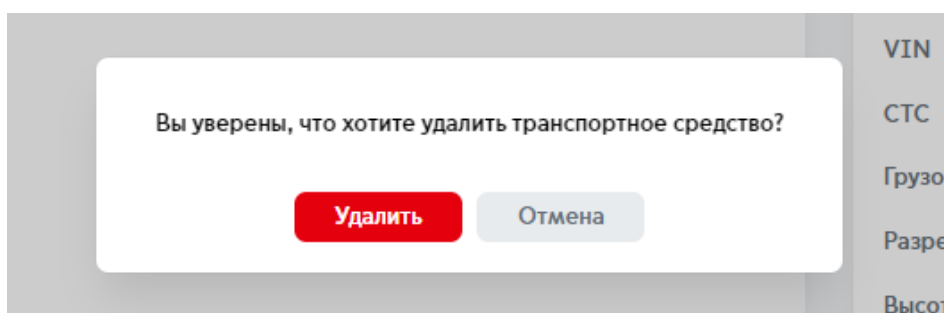 VIN
Вы уверены, что хотите удалить транспортное средство?
СТС
Удалить
Отмена